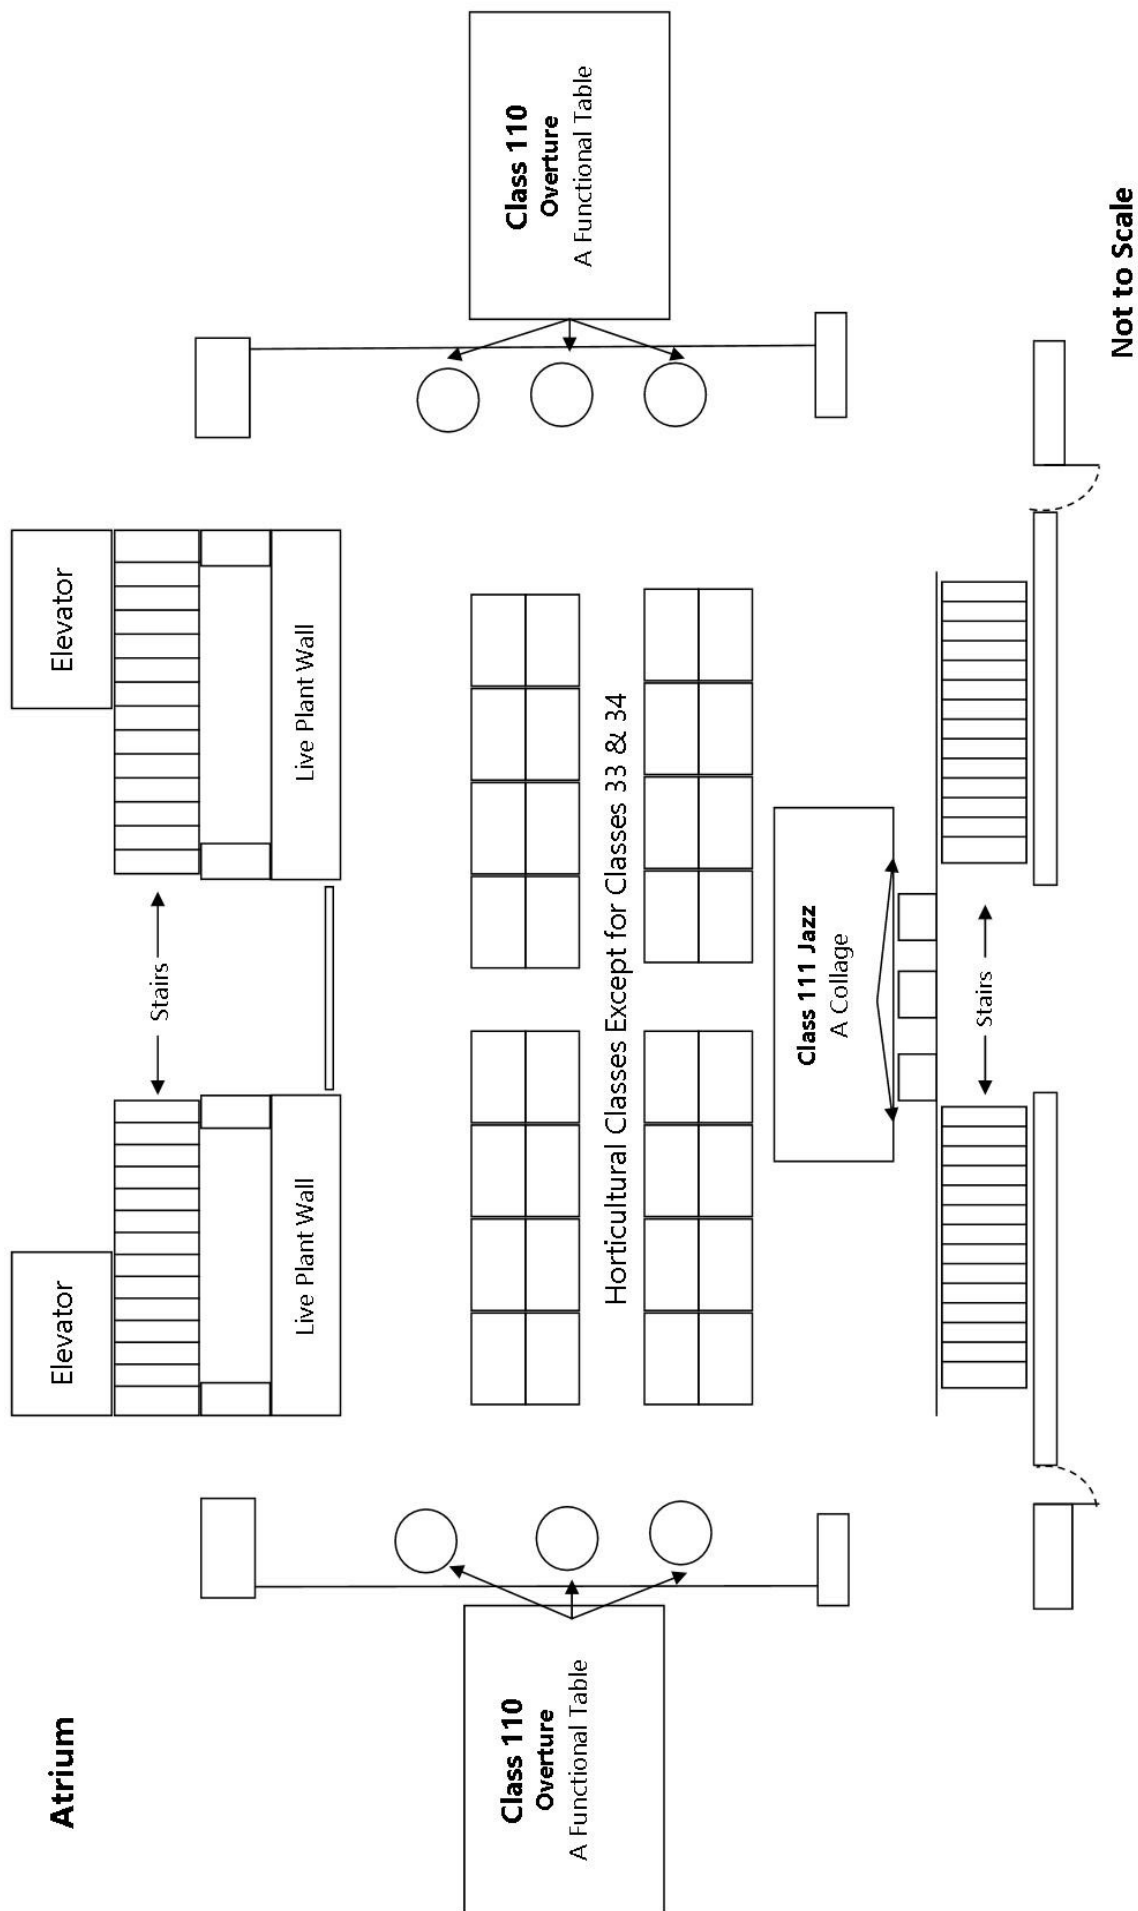 Atrium
Elevator
Elevator
Stairs
Live Plant Wall
Live Plant Wall
Class 110
Overture
A Functional Table
Class 110
Overture
A Functional Table
Horticultural Classes Except for Classes 33 & 34
Class 111 Jazz
A Collage
Stairs
Not to Scale